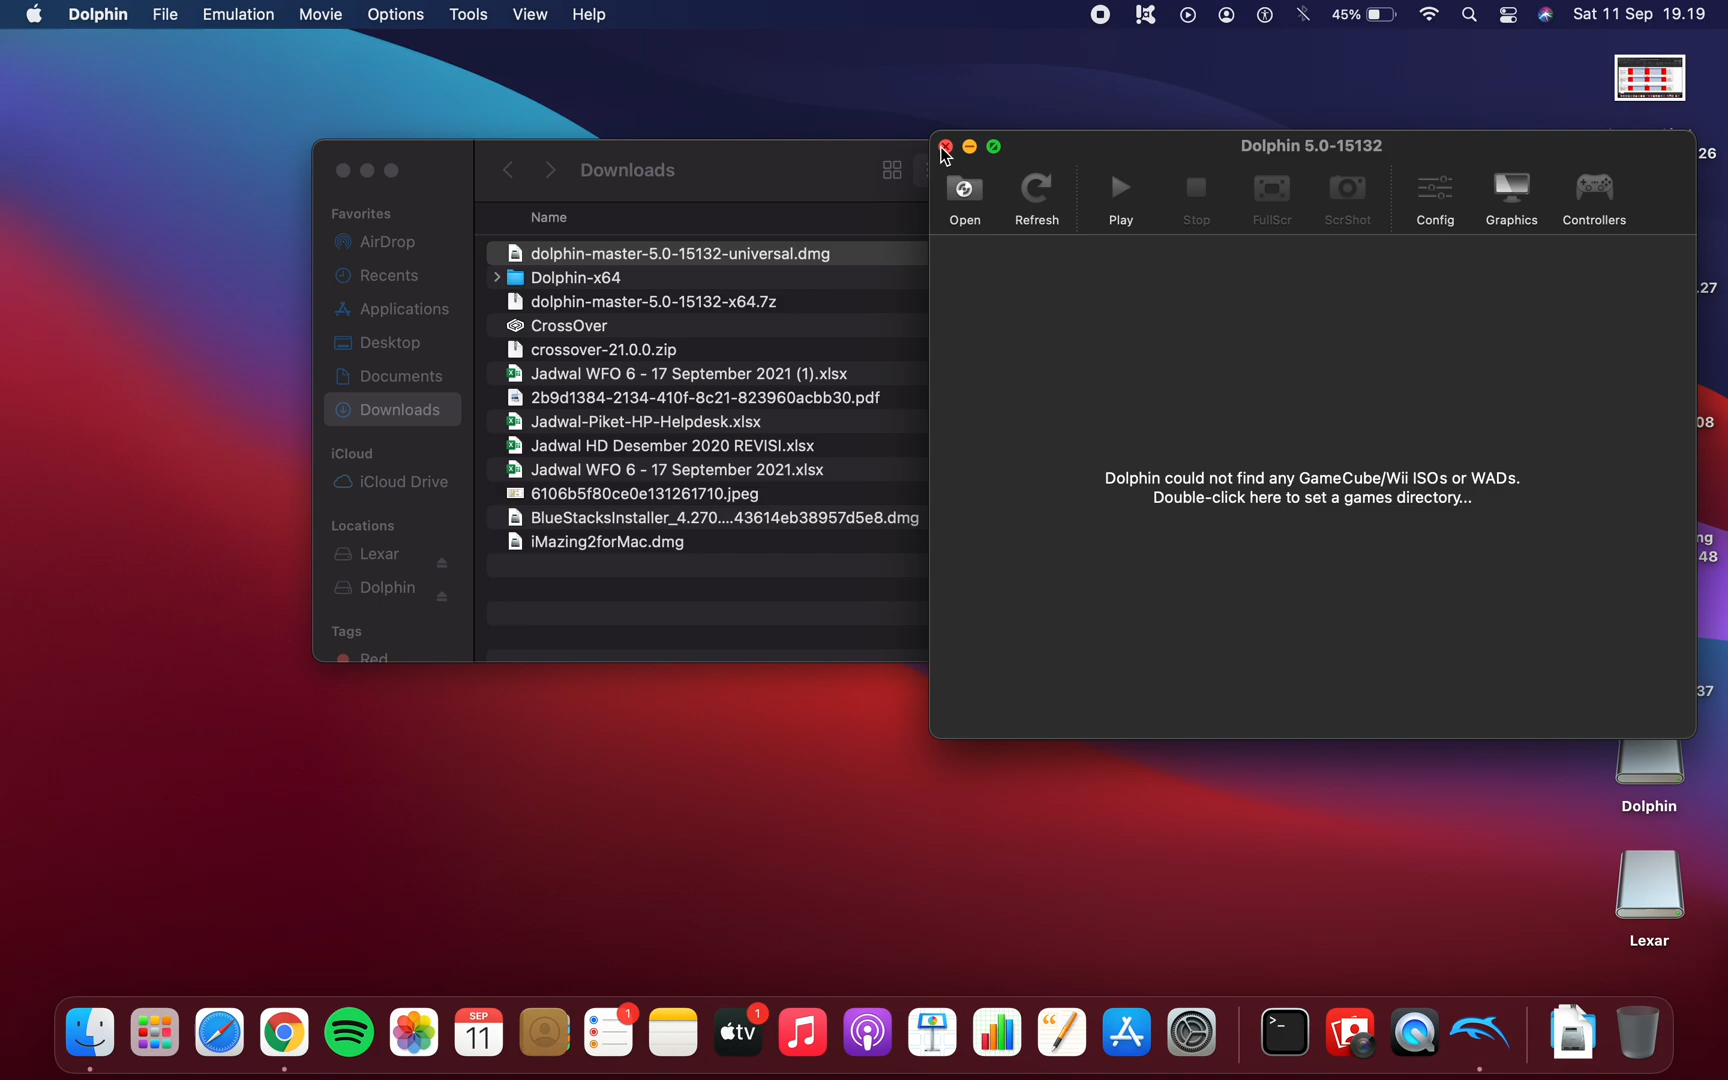 Dolphin File Emulation Movie Options Tools View Help 45% Sat 11 Sep 19.19
Downloads
Name
Favorites
AirDrop
Recents
Applications
Desktop
Documents
Downloads
iCloud
iCloud Drive
Locations
Lexar
Dolphin
Tags
Red
dolphin-master-5.0-15132-universal.dmg
Dolphin-x64
dolphin-master-5.0-15132-x64.7z
CrossOver
crossover-21.0.0.zip
Jadwal WFO 6 - 17 September 2021 (1).xlsx
2b9d1384-2134-410f-8c21-823960acbb30.pdf
Jadwal-Piket-HP-Helpdesk.xlsx
Jadwal HD Desember 2020 REVISI.xlsx
Jadwal WFO 6 - 17 September 2021.xlsx
6106b5f80ce0e131261710.jpeg
BlueStacksInstaller_4.270....43614eb38957d5e8.dmg
iMazing2forMac.dmg
Dolphin 5.0-15132
Open Refresh Play Stop FullScr ScrShot Config Graphics Controllers
Dolphin could not find any GameCube/Wii ISOs or WADs.
Double-click here to set a games directory...
26
.27
08
ng
48
37
Dolphin
Lexar
SEP
11
1
tv
1